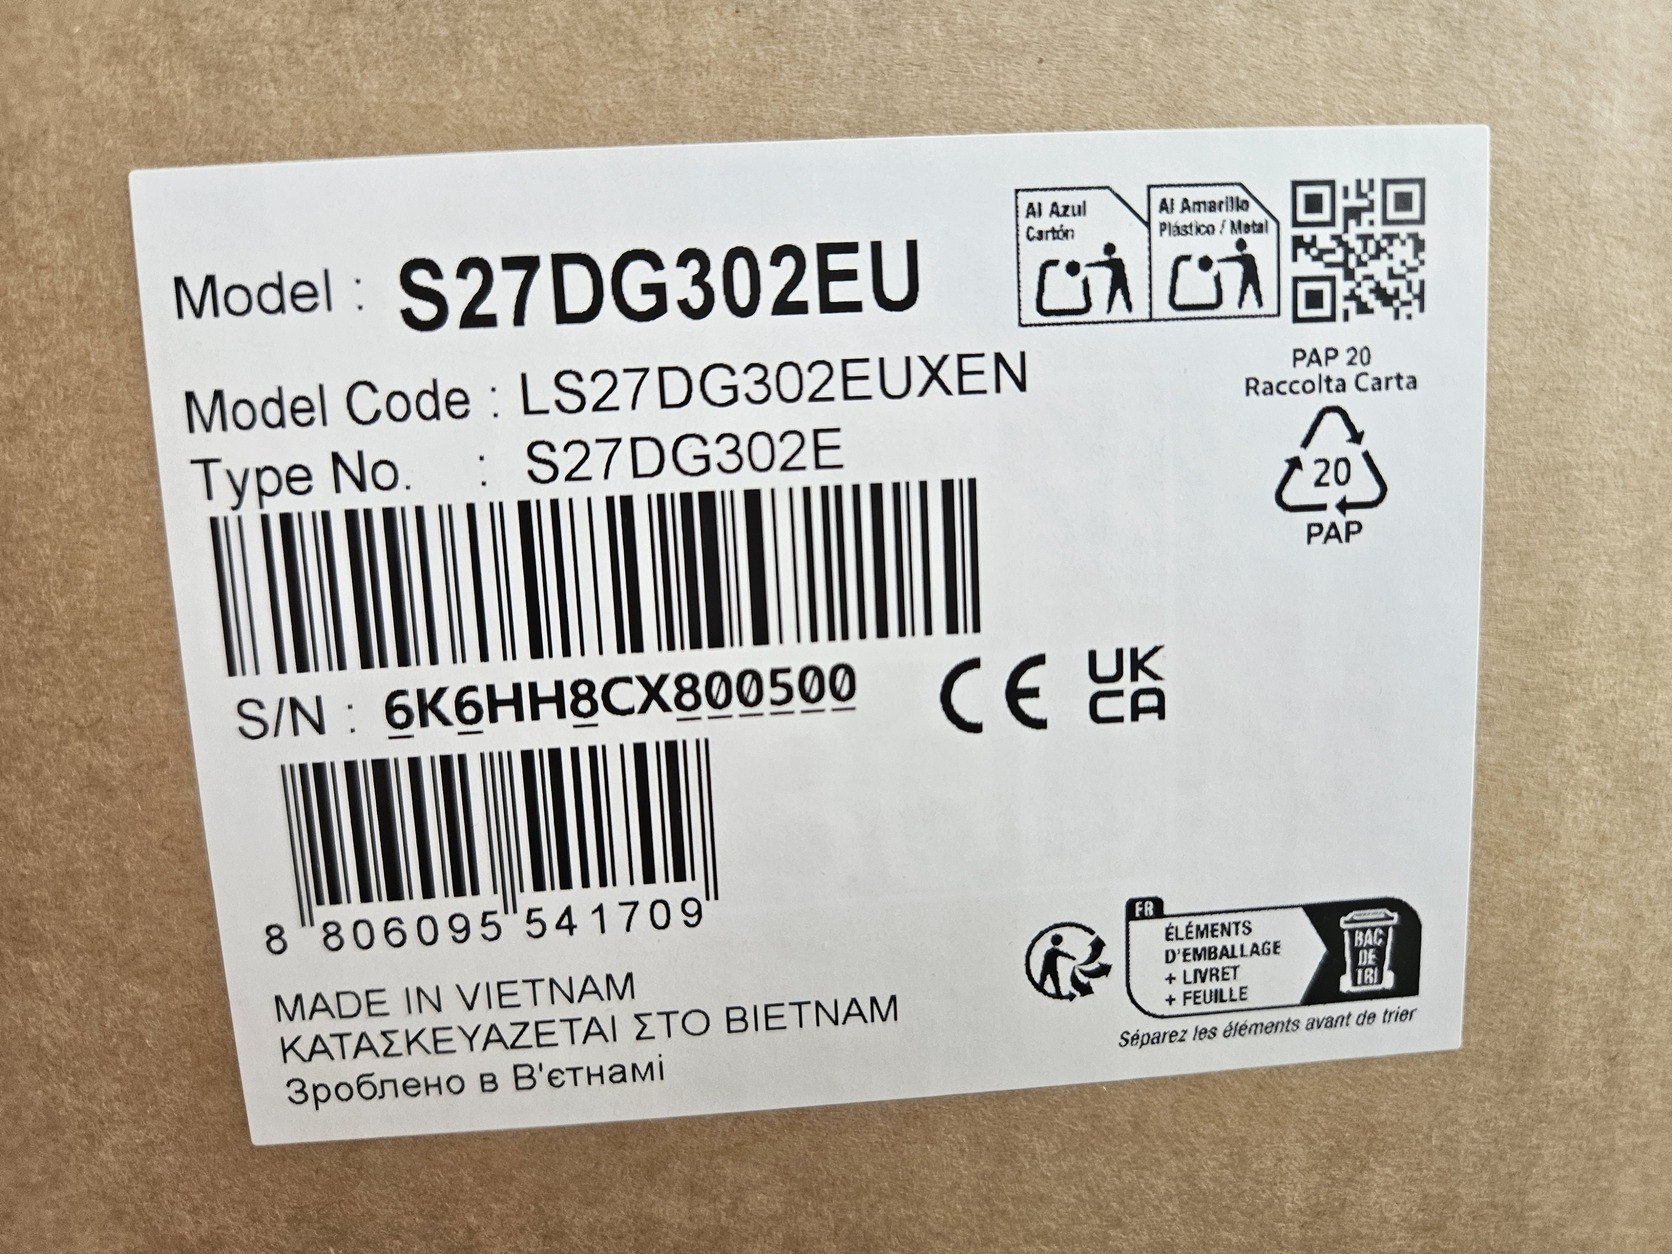 Model : S27DG302EU
Model Code : LS27DG302EUXEN
Type No. : S27DG302E
S/N : 6K6HH8CX800500
CE
UK
CA
8 806095 541709
MADE IN VIETNAM
ΚΑΤΑΣΚΕΥΑΖΕΤΑΙ ΣΤΟ ΒΙΕΤΝΑΜ
Зроблено в В'єтнамі
Al Azul
Cartón
Al Amarillo
Plástico / Metal
PAP 20
Raccolta Carta
20
PAP
FR
ÉLÉMENTS
D'EMBALLAGE
+ LIVRET
+ FEUILLE
BAC
DE
TRI
Séparez les éléments avant de trier